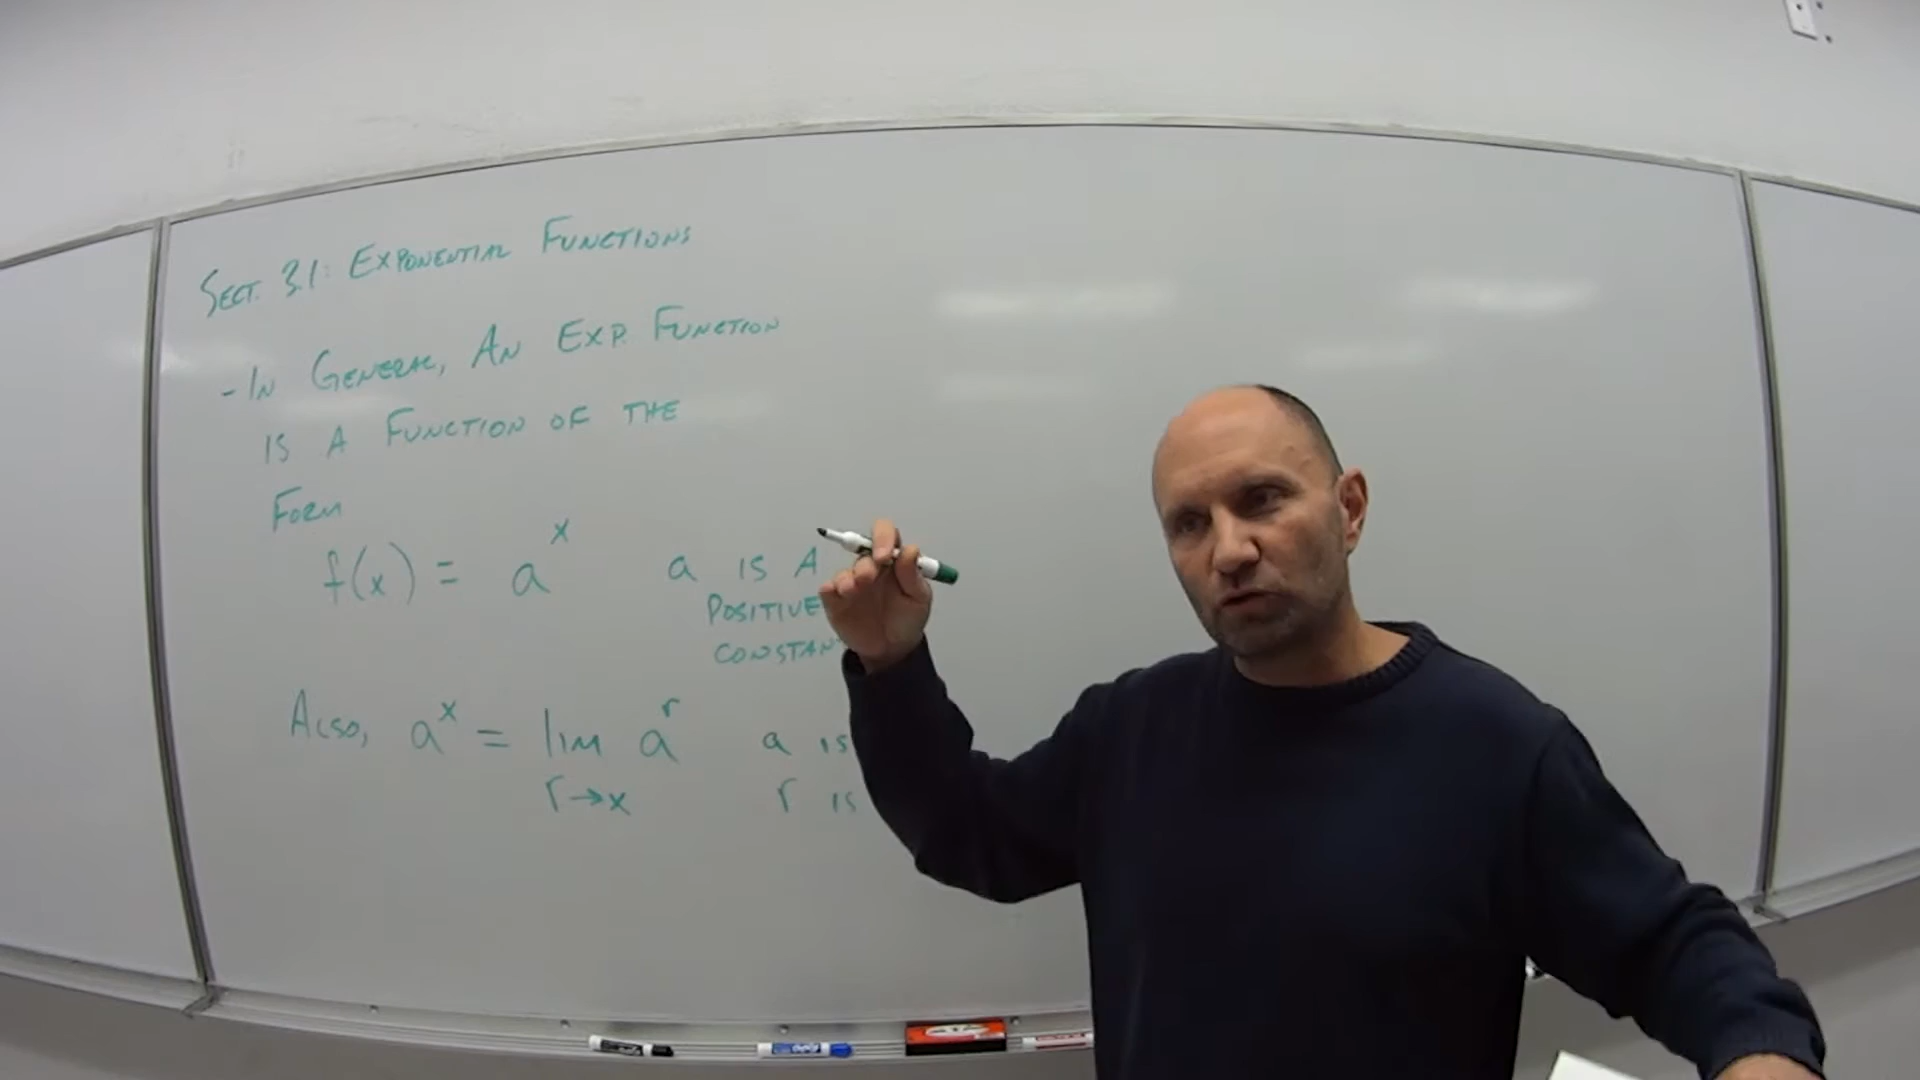 SECT. 3.1: EXPONENTIAL FUNCTIONS
- IN GENERAL, AN EXP. FUNCTION
IS A FUNCTION OF THE
FORM
f(x) = a^x a IS A
POSITIVE
CONSTAN
ALSO, a^x = lim a^r a is
r→x r is